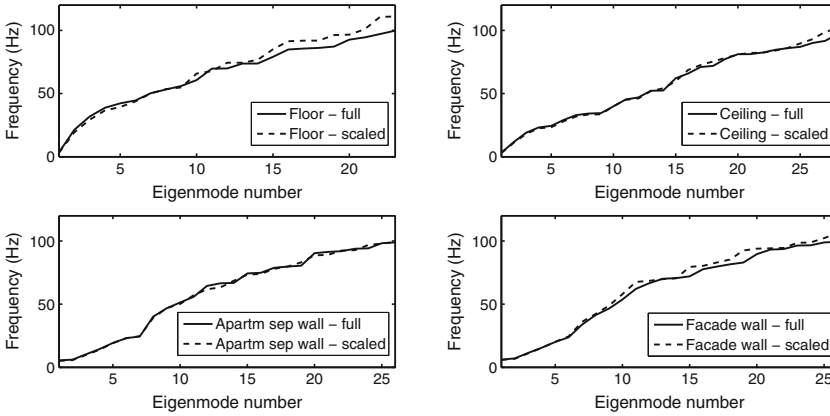 Frequency (Hz)
100
50
0
5
10
15
20
Eigenmode number
Floor – full
Floor – scaled
Frequency (Hz)
100
50
0
5
10
15
20
25
Eigenmode number
Ceiling – full
Ceiling – scaled
Frequency (Hz)
100
50
0
5
10
15
20
25
Eigenmode number
Apartm sep wall – full
Apartm sep wall – scaled
Frequency (Hz)
100
50
0
5
10
15
20
25
Eigenmode number
Facade wall – full
Facade wall – scaled